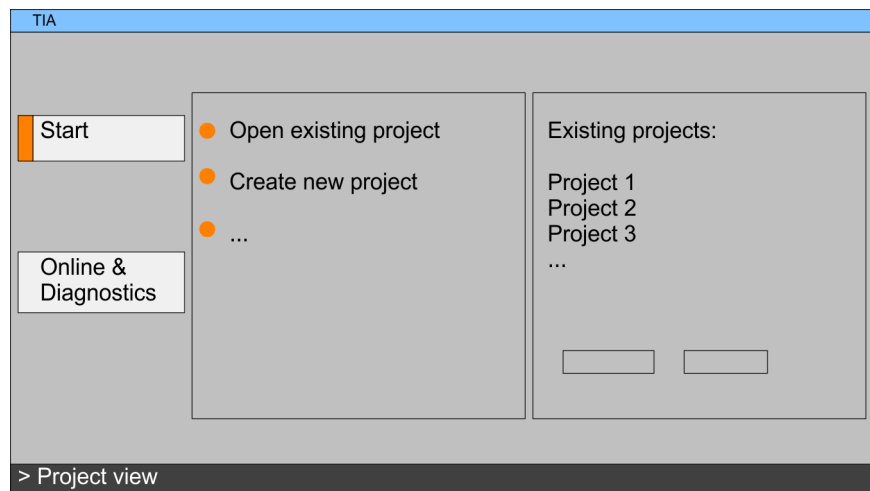 TIA
Start
Online &
Diagnostics
Open existing project
Create new project
...
Existing projects:
Project 1
Project 2
Project 3
...
> Project view